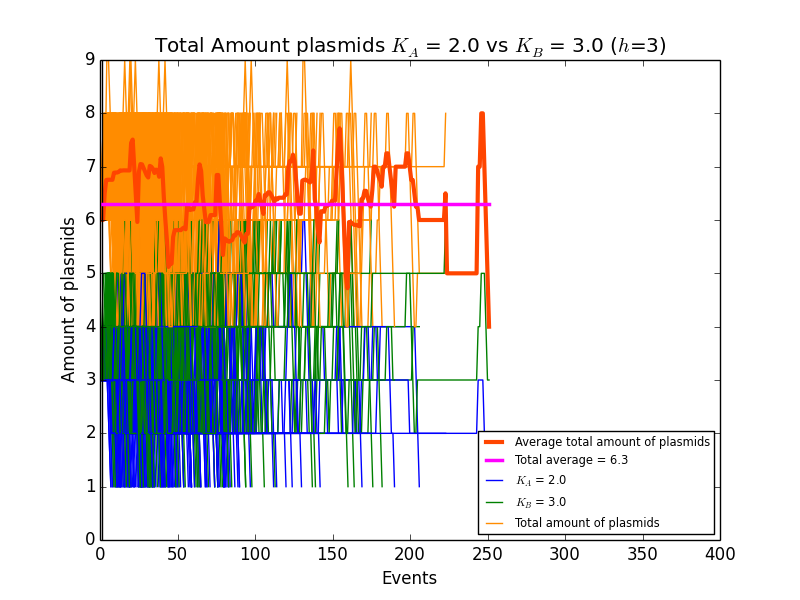 Total Amount plasmids K_A = 2.0 vs K_B = 3.0 (h=3)
Amount of plasmids
9
8
7
6
5
4
3
2
1
0
0 50 100 150 200 250 300 350 400
Events
Average total amount of plasmids
Total average = 6.3
K_A = 2.0
K_B = 3.0
Total amount of plasmids